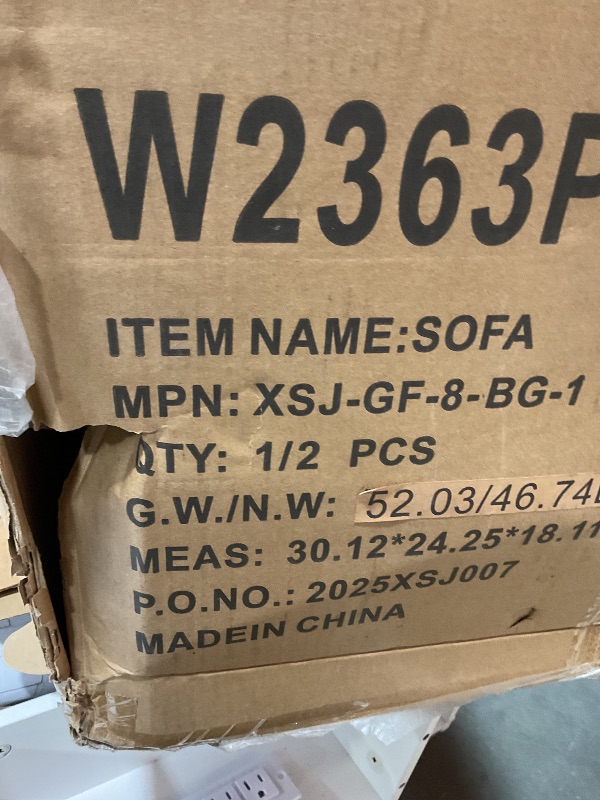 W2363P
ITEM NAME:SOFA
MPN: XSJ-GF-8-BG-1
QTY: 1/2 PCS
G.W./N.W: 52.03/46.74L
MEAS: 30.12*24.25*18.11
P.O.NO.: 2025XSJ007
MADEIN CHINA